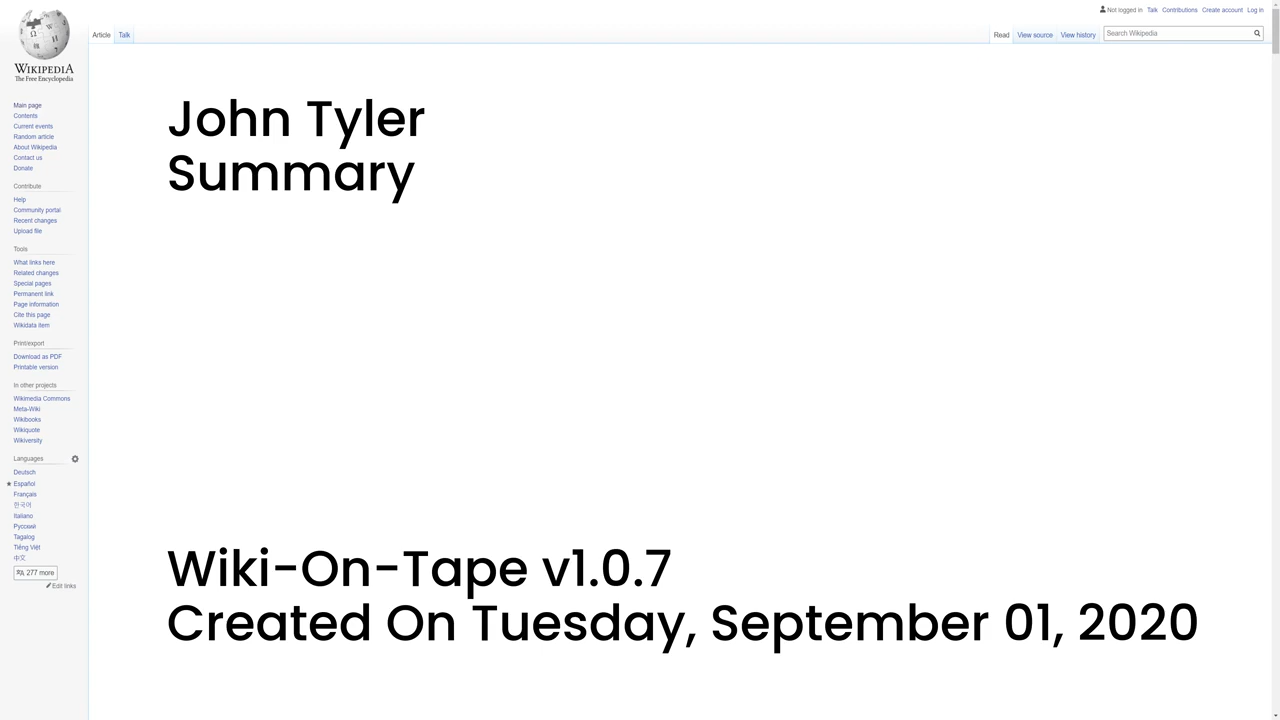 Not logged in Talk Contributions Create account Log in
Article Talk Read View source View history Search Wikipedia
WIKIPEDIA
The Free Encyclopedia
Main page
Contents
Current events
Random article
About Wikipedia
Contact us
Donate
Contribute
Help
Community portal
Recent changes
Upload file
Tools
What links here
Related changes
Special pages
Permanent link
Page information
Cite this page
Wikidata item
Print/export
Download as PDF
Printable version
In other projects
Wikimedia Commons
Meta-Wiki
Wikibooks
Wikiquote
Wikiversity
Languages
Deutsch
Español
Français
한국어
Italiano
Русский
Tagalog
Tiếng Việt
中文
277 more
Edit links
John Tyler
Summary
Wiki-On-Tape v1.0.7
Created On Tuesday, September 01, 2020